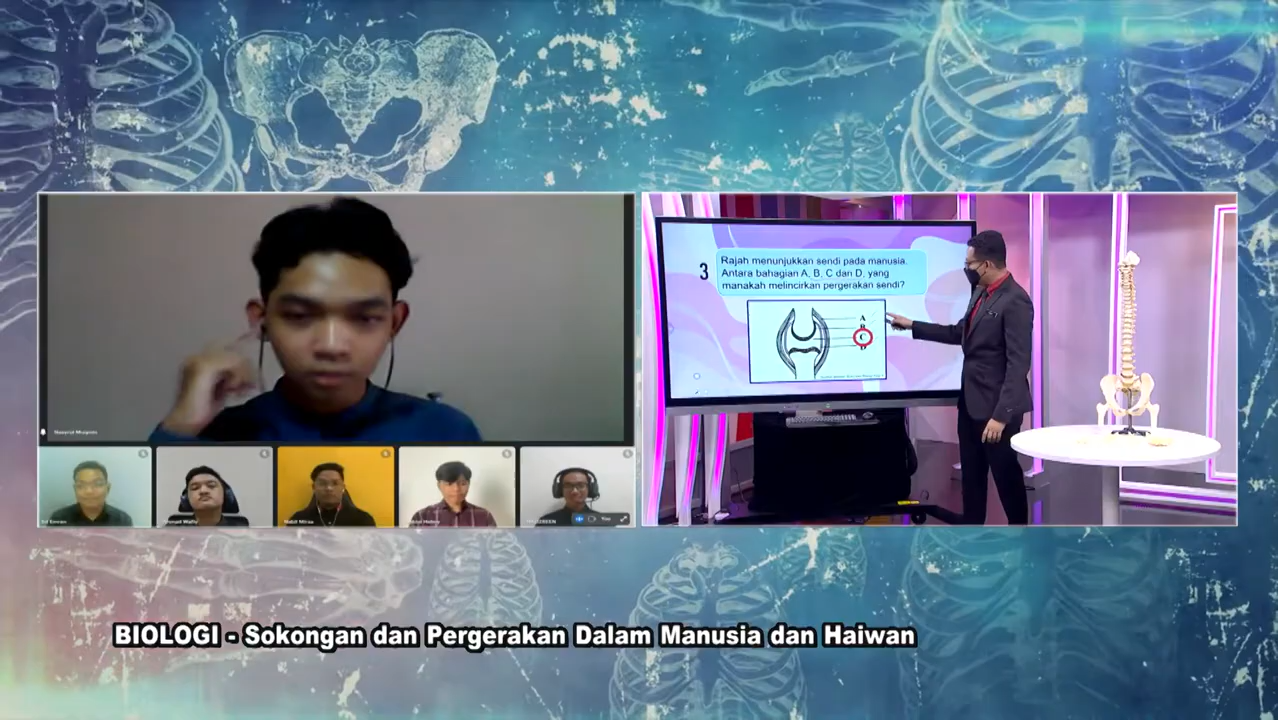 3
Rajah menunjukkan sendi pada manusia.
Antara bahagian A, B, C dan D, yang
manakah melincirkan pergerakan sendi?
A
B
C
D
BIOLOGI - Sokongan dan Pergerakan Dalam Manusia dan Haiwan